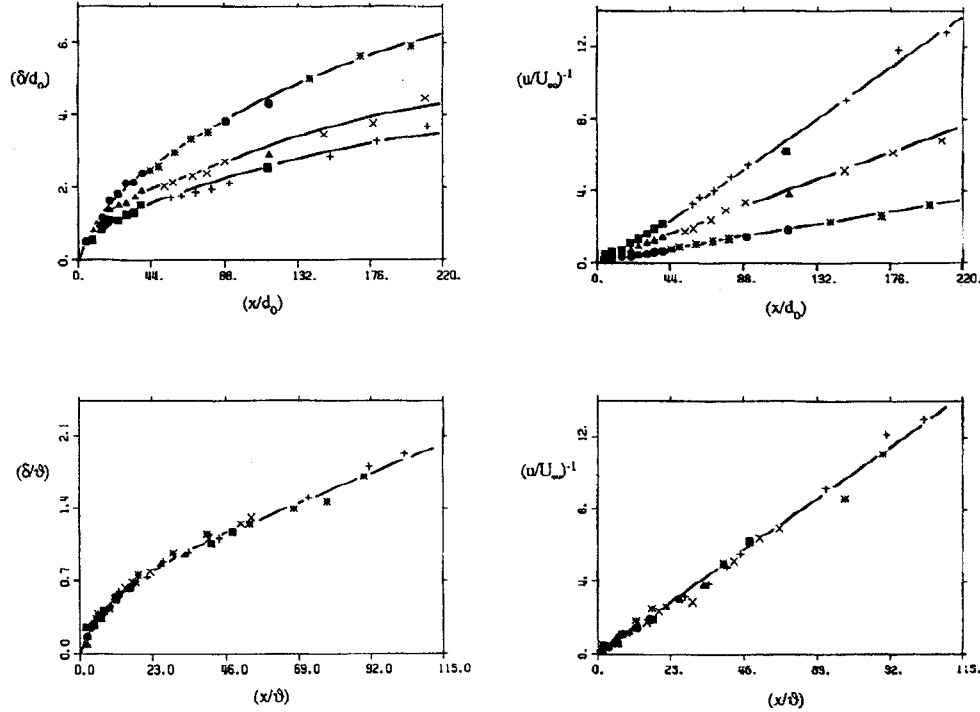 6.
(δ/d₀)
4.
2.
0.
0. 44. 88. 132. 176. 220.
(x/d₀)
12.
(u/U∞)⁻¹
8.
4.
0.
0. 44. 88. 132. 176. 220.
(x/d₀)
2.1
(δ/ϑ)
1.4
0.7
0.0
0.0 23.0 46.0 69.0 92.0 115.0
(x/ϑ)
12.
(u/U∞)⁻¹
8.
4.
0.
0. 23. 46. 69. 92. 115.
(x/ϑ)